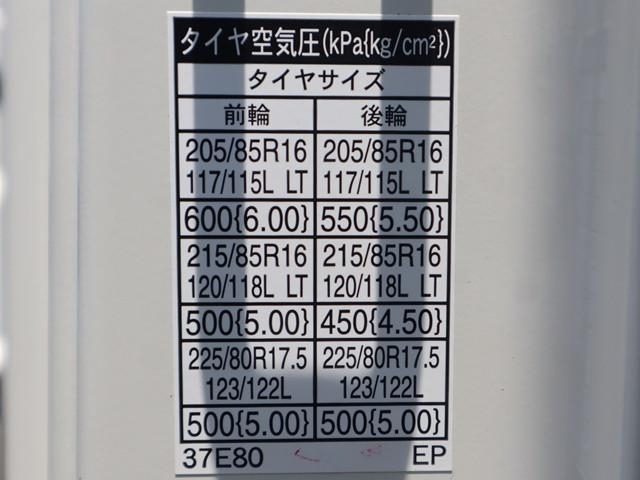 タイヤ空気圧(kPa{kg/cm²})
タイヤサイズ
前輪 後輪
205/85R16 205/85R16
117/115L LT 117/115L LT
600{6.00} 550{5.50}
215/85R16 215/85R16
120/118L LT 120/118L LT
500{5.00} 450{4.50}
225/80R17.5 225/80R17.5
123/122L 123/122L
500{5.00} 500{5.00}
37E80 EP